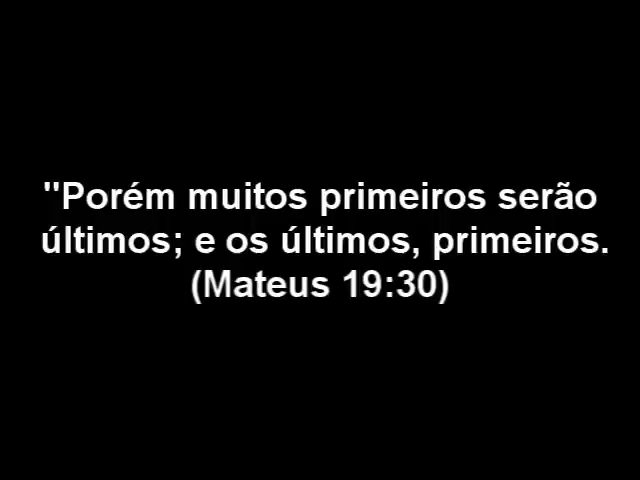 "Porém muitos primeiros serão
últimos; e os últimos, primeiros.
(Mateus 19:30)